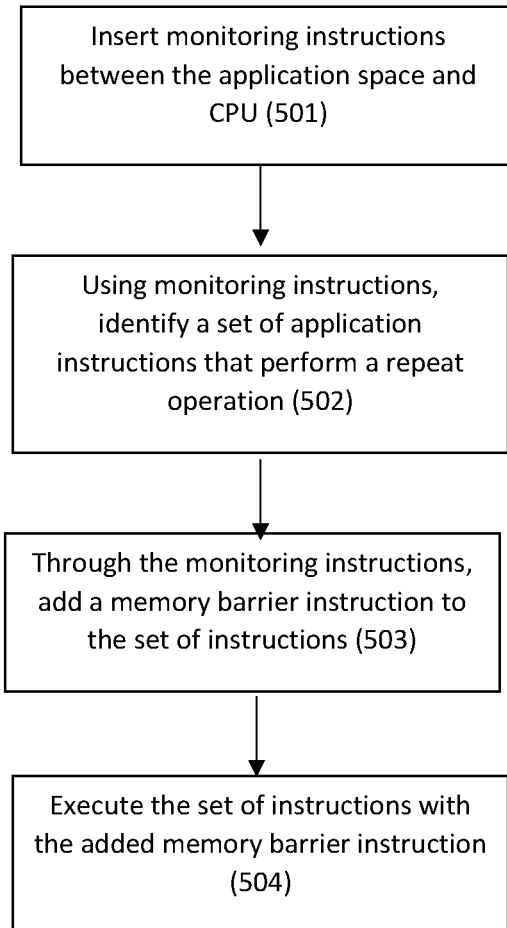 Insert monitoring instructions
between the application space and
CPU (501)
Using monitoring instructions,
identify a set of application
instructions that perform a repeat
operation (502)
Through the monitoring instructions,
add a memory barrier instruction to
the set of instructions (503)
Execute the set of instructions with
the added memory barrier instruction
(504)